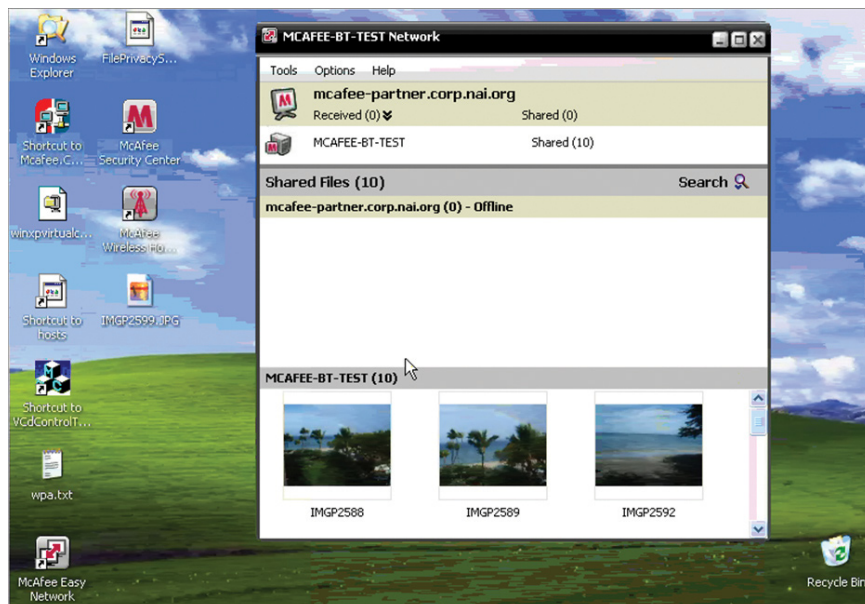 Windows
Explorer
FilePrivacyS...
Shortcut to
Mcafee.C...
McAfee
Security Center
winxpvirtualc...
McAfee
Wireless Ho...
Shortcut to
hosts
IMGP2599.JPG
Shortcut to
VCdControlT...
wpa.txt
McAfee Easy
Network
MCAFEE-BT-TEST Network
Tools Options Help
mcafee-partner.corp.nai.org
Received (0) Shared (0)
MCAFEE-BT-TEST Shared (10)
Shared Files (10) Search
mcafee-partner.corp.nai.org (0) - Offline
MCAFEE-BT-TEST (10)
IMGP2588 IMGP2589 IMGP2592
Recycle Bin